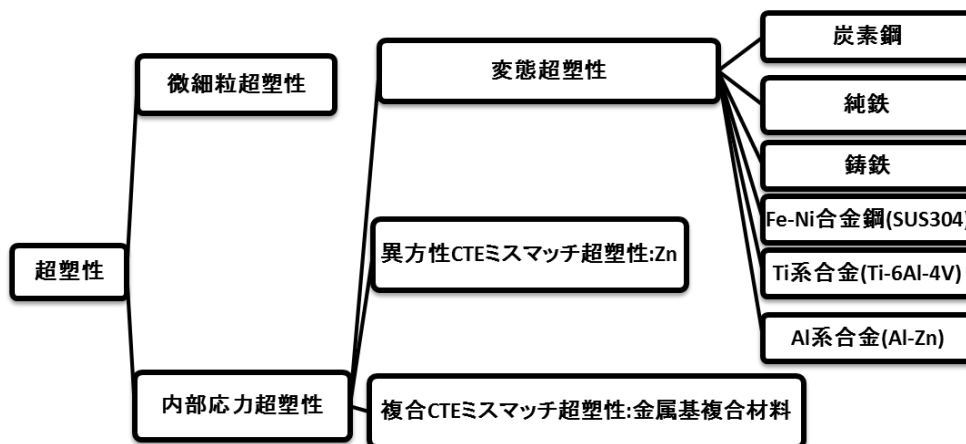 超塑性
微細粒超塑性
内部応力超塑性
変態超塑性
異方性CTEミスマッチ超塑性:Zn
複合CTEミスマッチ超塑性:金属基複合材料
炭素鋼
純鉄
鋳鉄
Fe-Ni合金鋼(SUS304)
Ti系合金(Ti-6Al-4V)
Al系合金(Al-Zn)